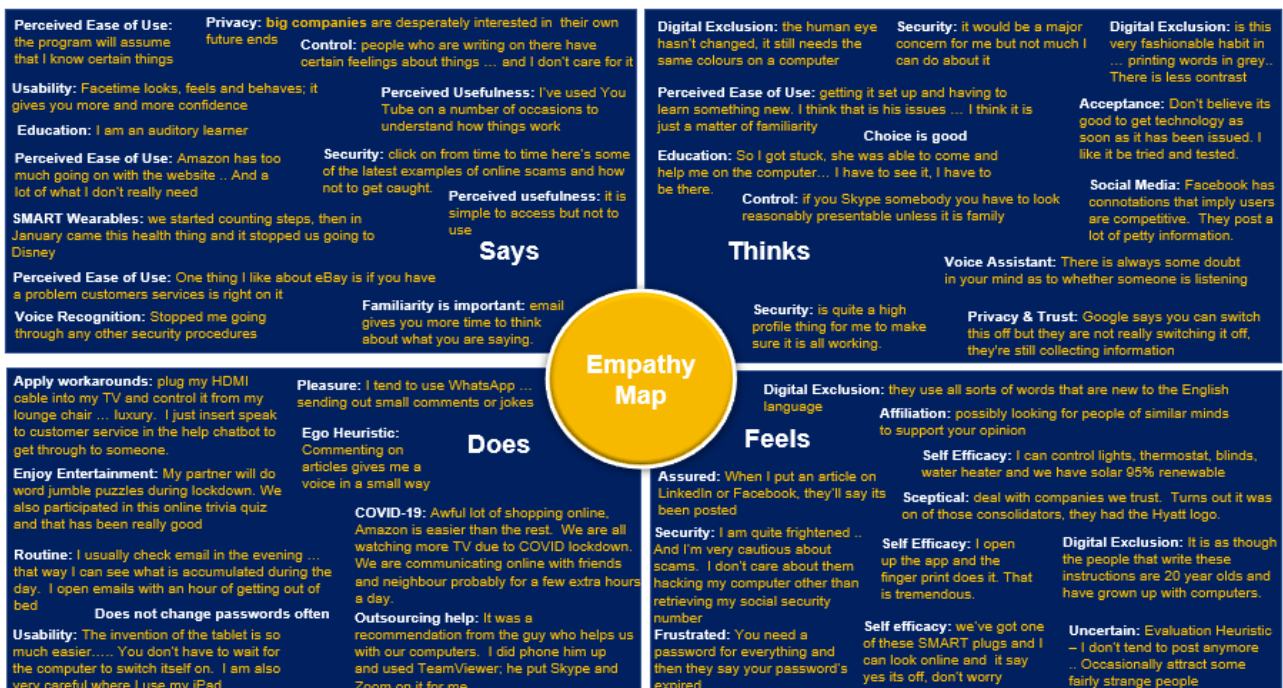 Perceived Ease of Use:
the program will assume
that I know certain things
Privacy: big companies are desperately interested in their own
future ends
Control: people who are writing on there have
certain feelings about things ... and I don't care for it
Usability: Facetime looks, feels and behaves; it
gives you more and more confidence
Perceived Usefulness: I've used You
Tube on a number of occasions to
understand how things work
Education: I am an auditory learner
Perceived Ease of Use: Amazon has too
much going on with the website .. And a
lot of what I don't really need
Security: click on from time to time here's some
of the latest examples of online scams and how
not to get caught.
Perceived usefulness: it is
simple to access but not to
use
SMART Wearables: we started counting steps, then in
January came this health thing and it stopped us going to
Disney
Says
Perceived Ease of Use: One thing I like about eBay is if you have
a problem customers services is right on it
Voice Recognition: Stopped me going
through any other security procedures
Familiarity is important: email
gives you more time to think
about what you are saying.
Digital Exclusion: the human eye
hasn't changed, it still needs the
same colours on a computer
Security: it would be a major
concern for me but not much I
can do about it
Digital Exclusion: is this
very fashionable habit in
... printing words in grey..
There is less contrast
Perceived Ease of Use: getting it set up and having to
learn something new. I think that is his issues ... I think it is
just a matter of familiarity
Choice is good
Acceptance: Don't believe its
good to get technology as
soon as it has been issued. I
like it be tried and tested.
Education: So I got stuck, she was able to come and
help me on the computer... I have to see it, I have to
be there.
Control: if you Skype somebody you have to look
reasonably presentable unless it is family
Social Media: Facebook has
connotations that imply users
are competitive. They post a
lot of petty information.
Thinks
Voice Assistant: There is always some doubt
in your mind as to whether someone is listening
Security: is quite a high
profile thing for me to make
sure it is all working.
Privacy & Trust: Google says you can switch
this off but they are not really switching it off,
they're still collecting information
Empathy
Map
Apply workarounds: plug my HDMI
cable into my TV and control it from my
lounge chair ... luxury. I just insert speak
to customer service in the help chatbot to
get through to someone.
Pleasure: I tend to use WhatsApp ...
sending out small comments or jokes
Ego Heuristic:
Commenting on
articles gives me a
voice in a small way
Does
Enjoy Entertainment: My partner will do
word jumble puzzles during lockdown. We
also participated in this online trivia quiz
and that has been really good
COVID-19: Awful lot of shopping online,
Amazon is easier than the rest. We are all
watching more TV due to COVID lockdown.
We are communicating online with friends
and neighbour probably for a few extra hours
a day.
Routine: I usually check email in the evening ...
that way I can see what is accumulated during the
day. I open emails with an hour of getting out of
bed
Does not change passwords often
Usability: The invention of the tablet is so
much easier..... You don't have to wait for
the computer to switch itself on. I am also
very careful where I use my iPad
Outsourcing help: It was a
recommendation from the guy who helps us
with our computers. I did phone him up
and used TeamViewer; he put Skype and
Zoom on it for me
Digital Exclusion: they use all sorts of words that are new to the English
language
Affiliation: possibly looking for people of similar minds
to support your opinion
Feels
Self Efficacy: I can control lights, thermostat, blinds,
water heater and we have solar 95% renewable
Assured: When I put an article on
LinkedIn or Facebook, they'll say its
been posted
Sceptical: deal with companies we trust. Turns out it was
on of those consolidators, they had the Hyatt logo.
Security: I am quite frightened ..
And I'm very cautious about
scams. I don't care about them
hacking my computer other than
retrieving my social security
number
Self Efficacy: I open
up the app and the
finger print does it. That
is tremendous.
Digital Exclusion: It is as though
the people that write these
instructions are 20 year olds and
have grown up with computers.
Frustrated: You need a
password for everything and
then they say your password's
expired
Self efficacy: we've got one
of these SMART plugs and I
can look online and it say
yes its off, don't worry
Uncertain: Evaluation Heuristic
– I don't tend to post anymore
.. Occasionally attract some
fairly strange people